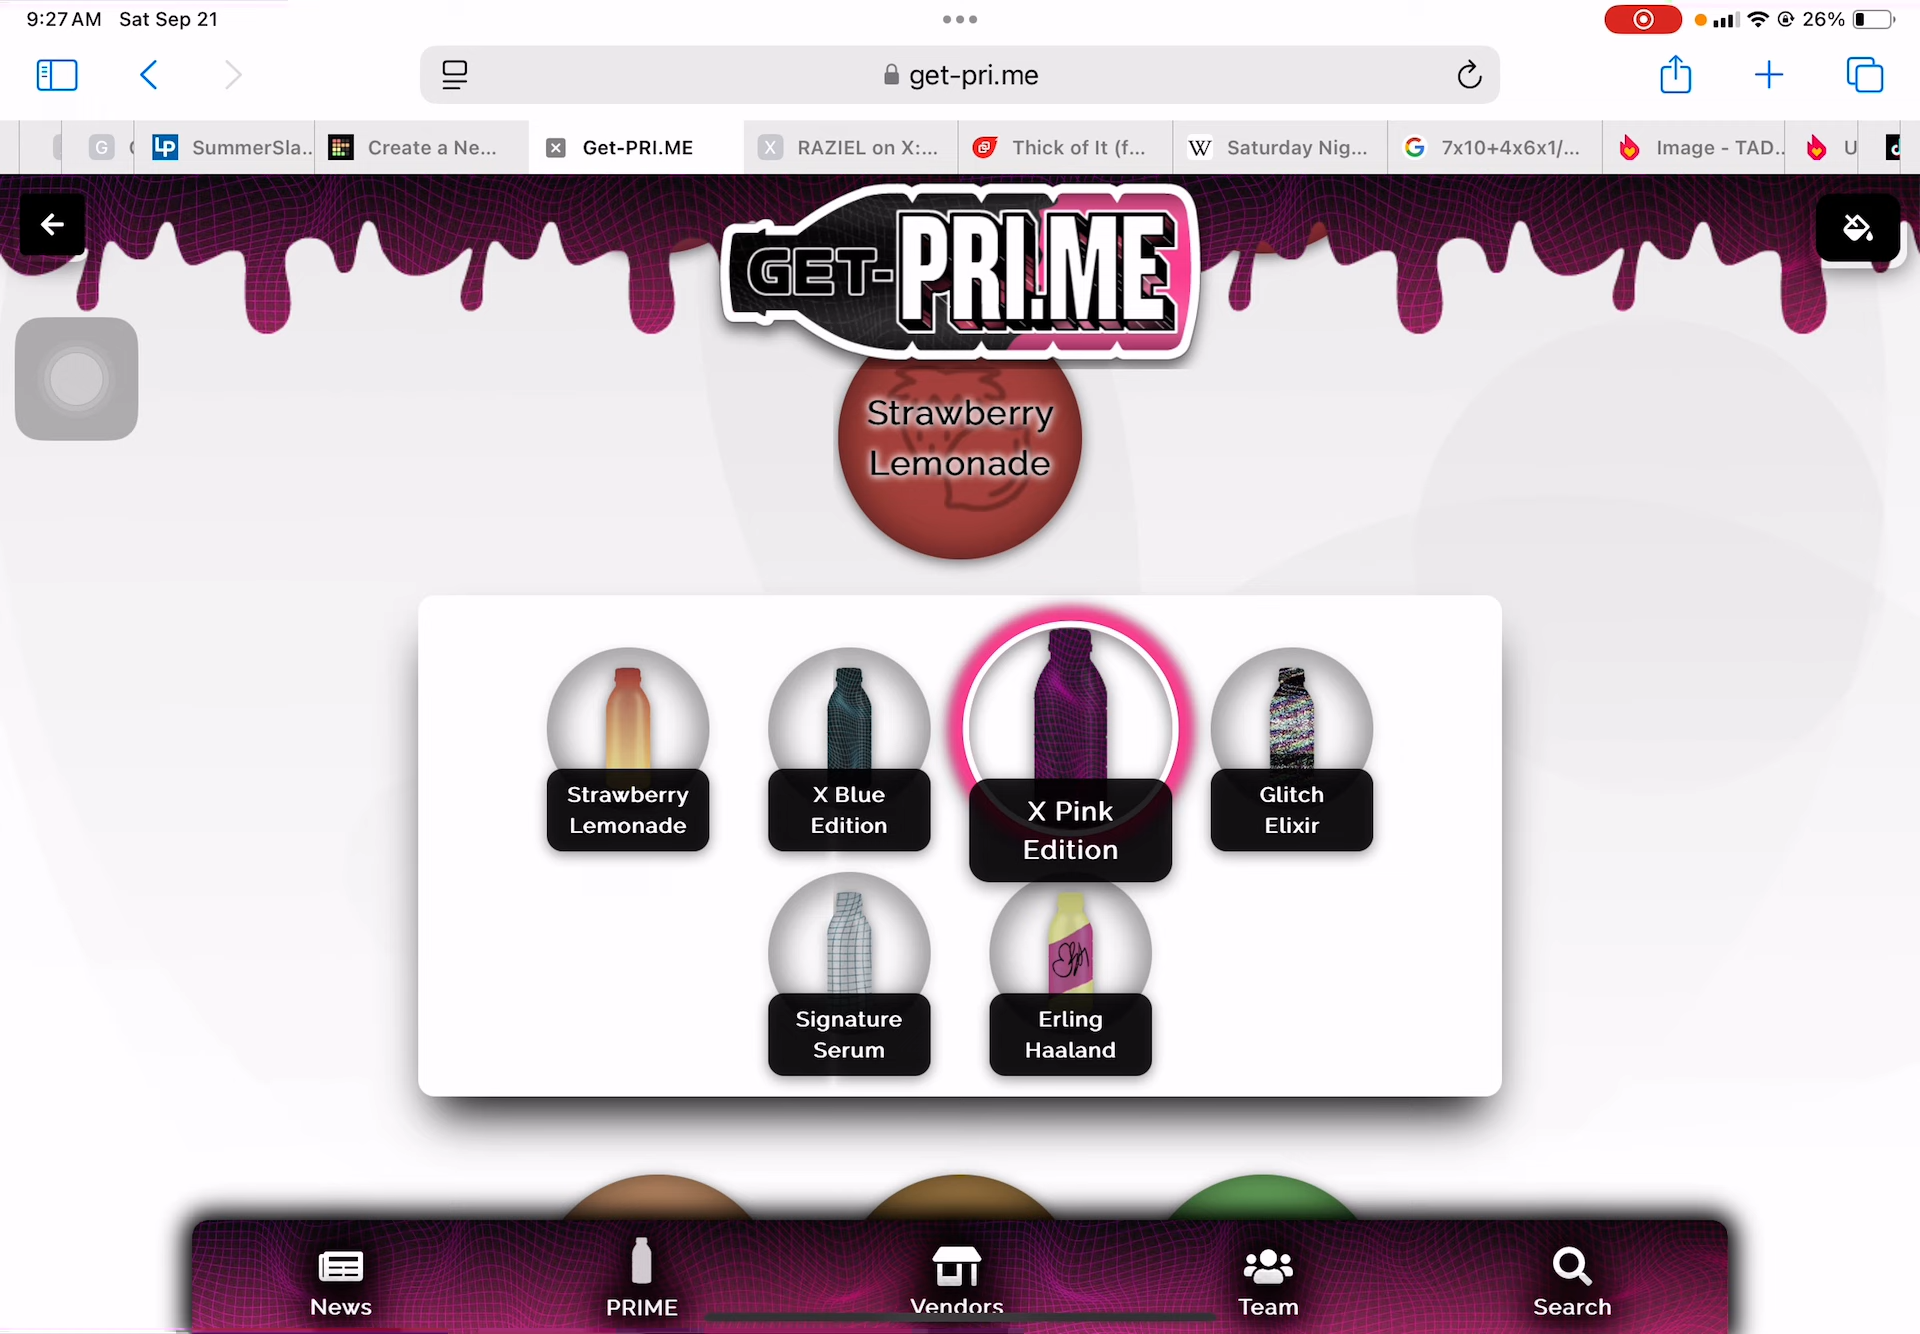 9:27 AM Sat Sep 21
26%
get-pri.me
G
SummerSla...
Create a Ne...
Get-PRI.ME
RAZIEL on X:...
Thick of It (f...
Saturday Nig...
7x10+4x6x1/...
Image - TAD...
U
GET-PRI.ME
Strawberry
Lemonade
Strawberry
Lemonade
X Blue
Edition
X Pink
Edition
Glitch
Elixir
Signature
Serum
Erling
Haaland
News
PRIME
Vendors
Team
Search